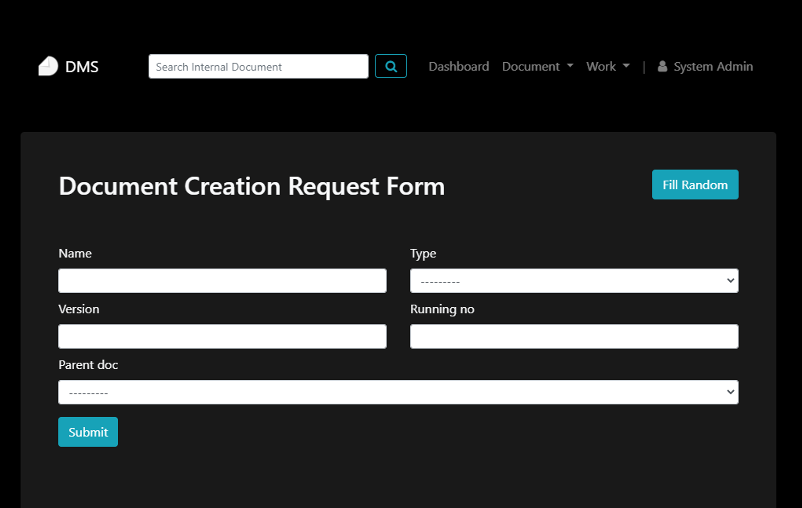 DMS Search Internal Document Dashboard Document Work | System Admin
Document Creation Request Form Fill Random
Name Type
---------
Version Running no
Parent doc
---------
Submit